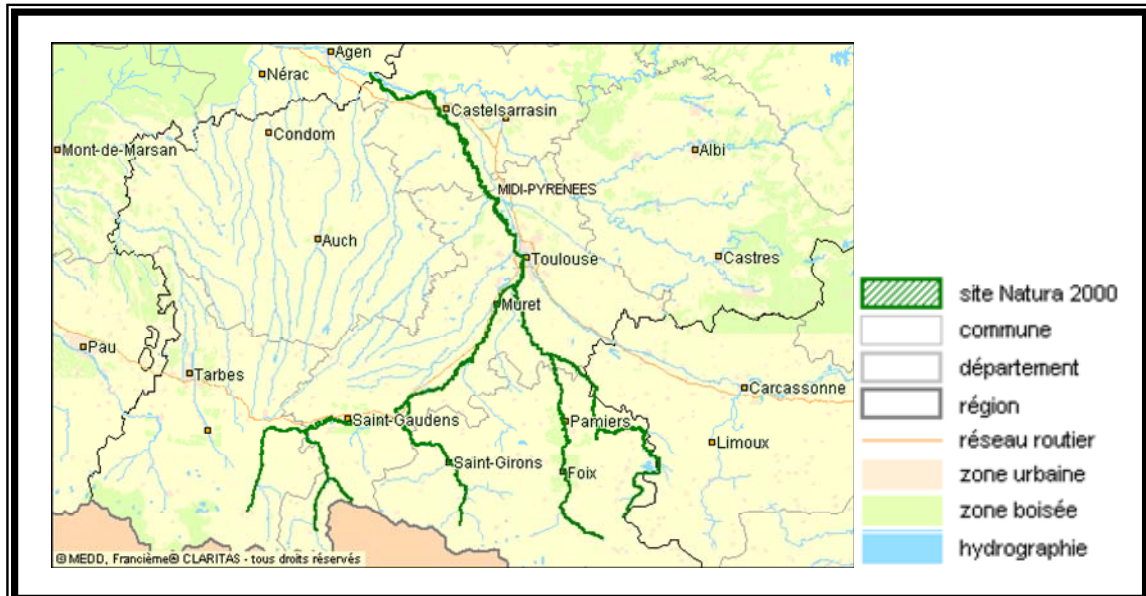 Agen
Nérac
Castelsarrasin
Condom
Mont-de-Marsan
Albi
MIDI-PYRENEES
Auch
Toulouse
Castres
Muret
Pau
Tarbes
Carcassonne
Saint-Gaudens
Pamiers
Limoux
Saint-Girons
Foix
© MEDD, Francième® CLARITAS - tous droits réservés
site Natura 2000
commune
département
région
réseau routier
zone urbaine
zone boisée
hydrographie